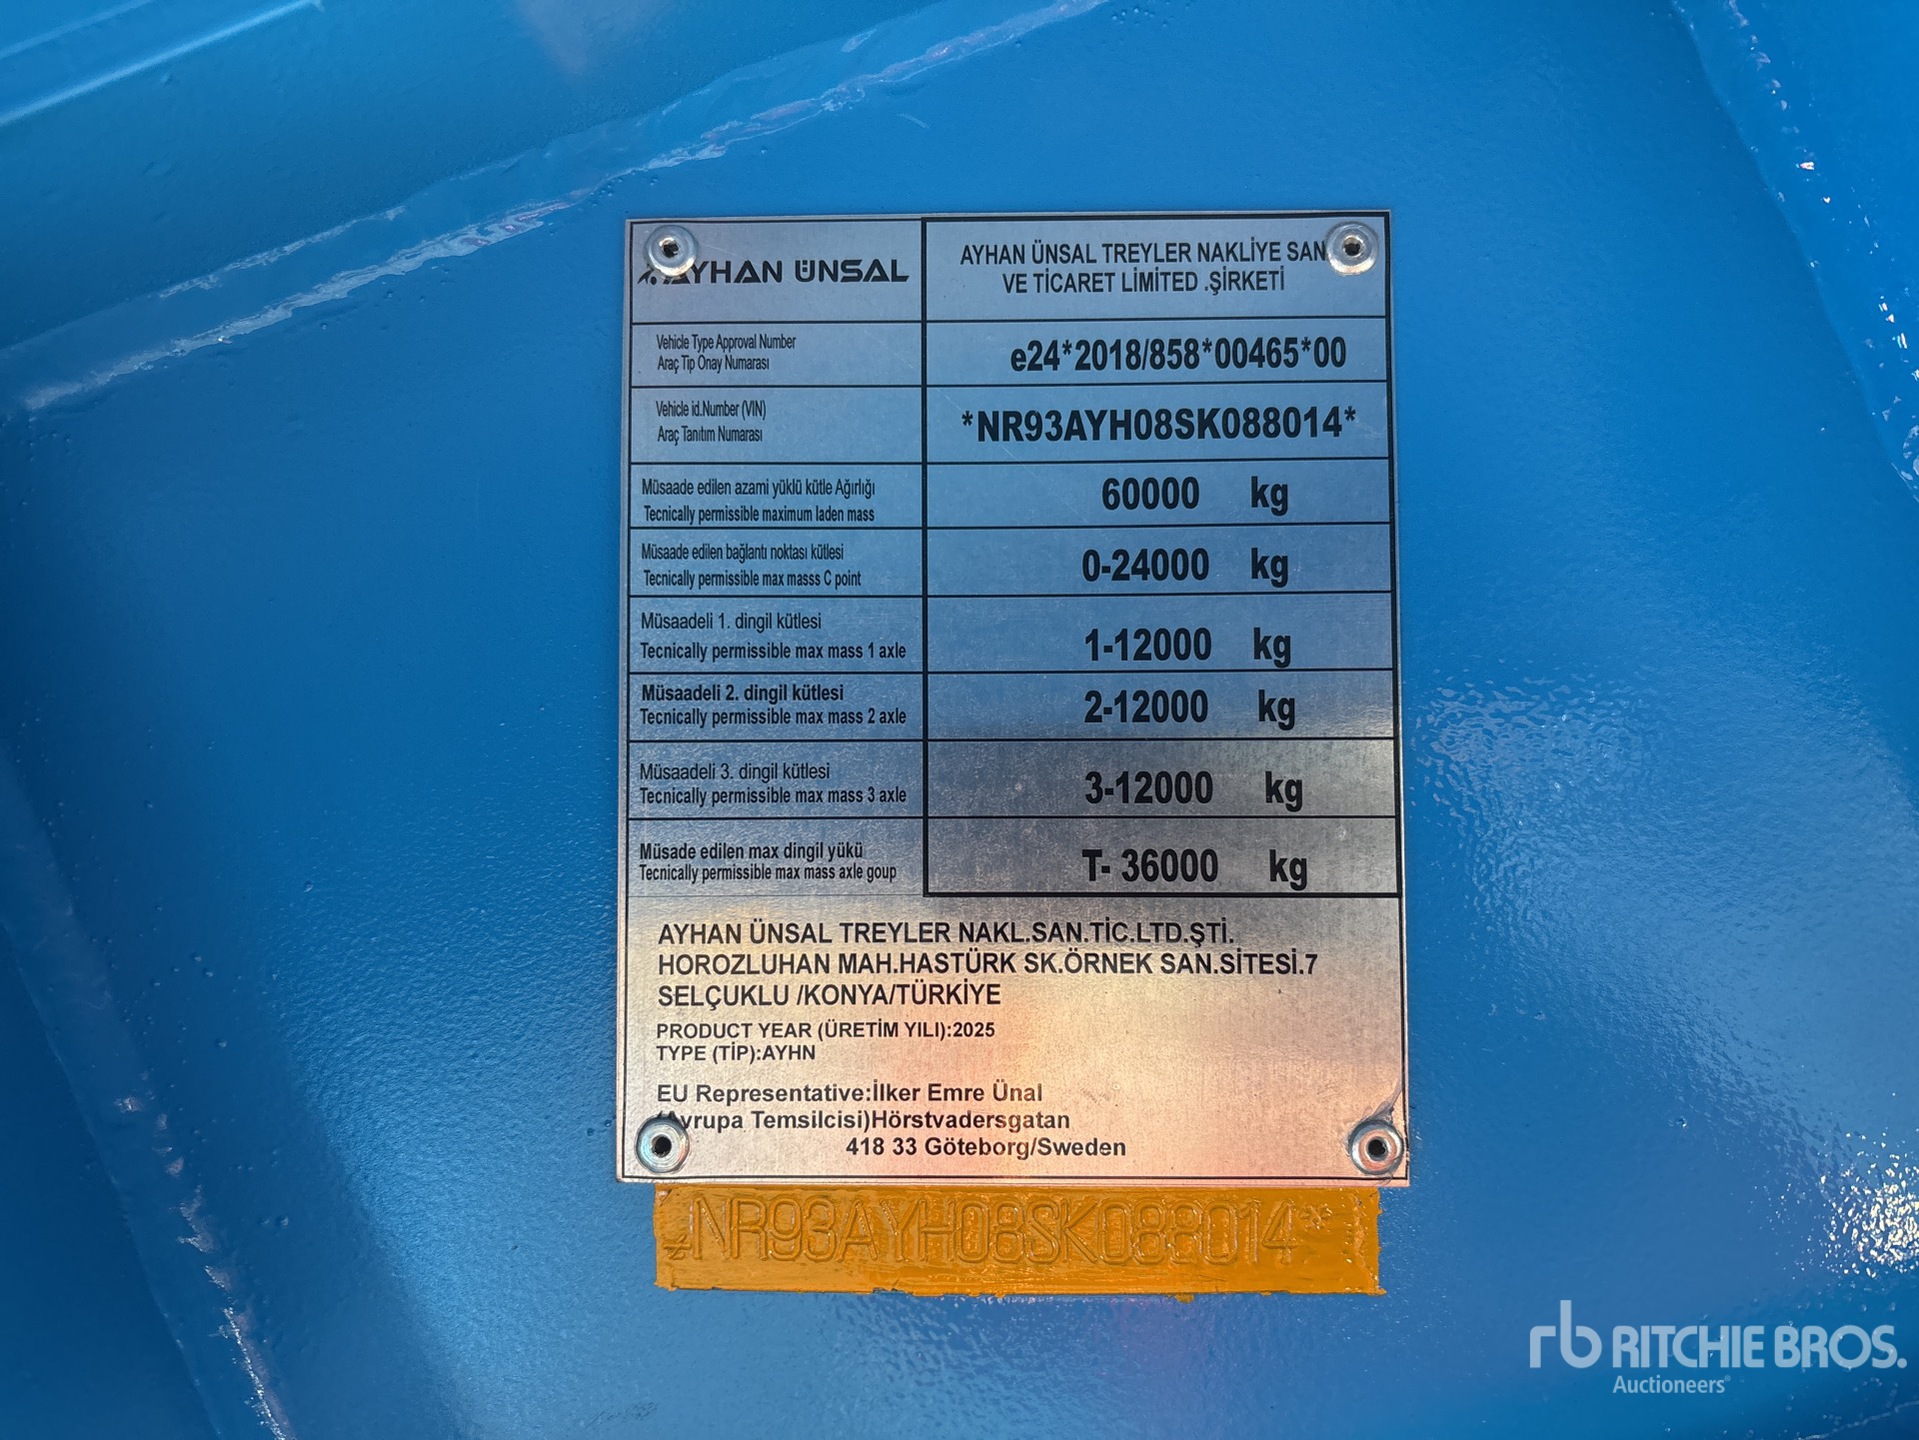 AYHAN ÜNSAL
AYHAN ÜNSAL TREYLER NAKLİYE SAN
VE TİCARET LIMITED .ŞİRKETİ
Vehicle Type Approval Number
Araç Tip Onay Numarası
e24*2018/858*00465*00
Vehicle id.Number (VIN)
Araç Tanıtım Numarası
*NR93AYH08SK088014*
Müsaade edilen azami yüklü kütle Ağırlığı
Tecnically permissible maximum laden mass
60000 kg
Müsaade edilen bağlantı noktası kütlesi
Tecnically permissible max masss C point
0-24000 kg
Müsaadeli 1. dingil kütlesi
Tecnically permissible max mass 1 axle
1-12000 kg
Müsaadeli 2. dingil kütlesi
Tecnically permissible max mass 2 axle
2-12000 kg
Müsaadeli 3. dingil kütlesi
Tecnically permissible max mass 3 axle
3-12000 kg
Müsade edilen max dingil yükü
Tecnically permissible max mass axle goup
T- 36000 kg
AYHAN ÜNSAL TREYLER NAKL.SAN.TİC.LTD.ŞTİ.
HOROZLUHAN MAH.HASTÜRK SK.ÖRNEK SAN.SİTESİ.7
SELÇUKLU /KONYA/TÜRKİYE
PRODUCT YEAR (ÜRETİM YILI):2025
TYPE (TİP):AYHN
EU Representative:İlker Emre Ünal
(Avrupa Temsilcisi)Hörstvadersgatan
418 33 Göteborg/Sweden
*NR93AYH08SK088014*
rb RITCHIE BROS.
Auctioneers